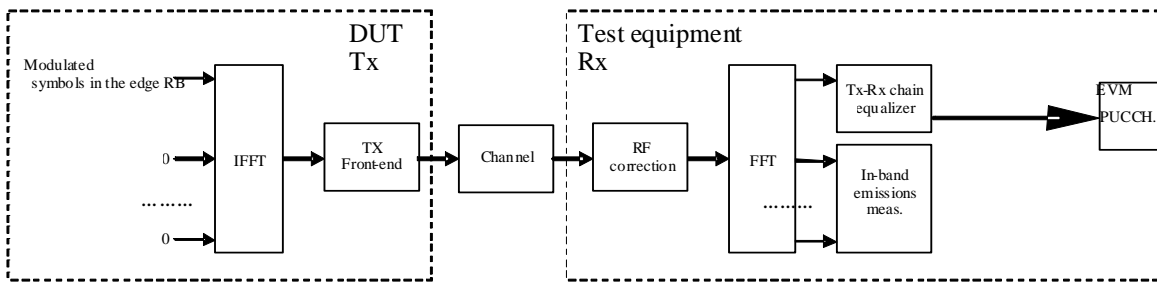 DUT
Tx
Test equipment
Rx
Modulated
symbols in the edge RB
0
………
0
IFFT
TX
Front-end
Channel
RF
correction
FFT
………
Tx-Rx chain
equalizer
In-band
emissions
meas.
EVM
PUCCH.